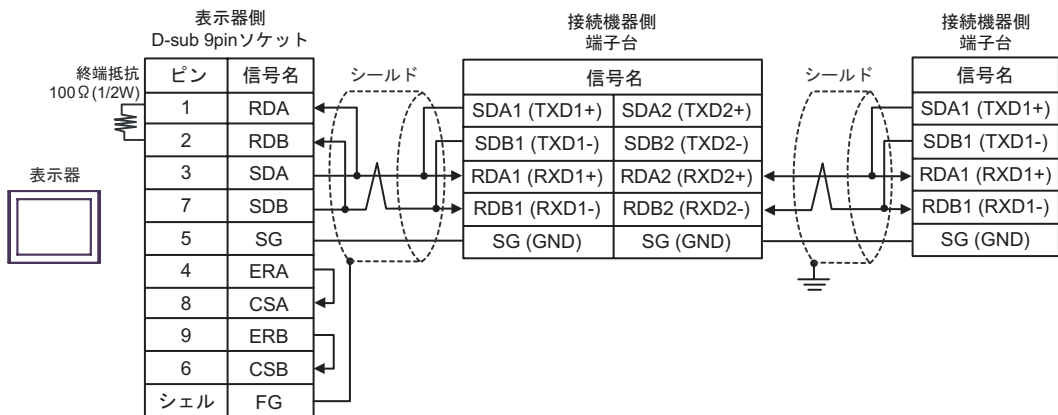 表示器側
D-sub 9pinソケット
接続機器側
端子台
接続機器側
端子台
終端抵抗
100Ω(1/2W)
ピン 信号名
シールド
信号名
シールド
信号名
1 RDA
SDA1 (TXD1+) SDA2 (TXD2+)
SDA1 (TXD1+)
2 RDB
SDB1 (TXD1-) SDB2 (TXD2-)
SDB1 (TXD1-)
表示器
3 SDA
RDA1 (RXD1+) RDA2 (RXD2+)
RDA1 (RXD1+)
7 SDB
RDB1 (RXD1-) RDB2 (RXD2-)
RDB1 (RXD1-)
5 SG
SG (GND) SG (GND)
SG (GND)
4 ERA
8 CSA
9 ERB
6 CSB
シェル FG